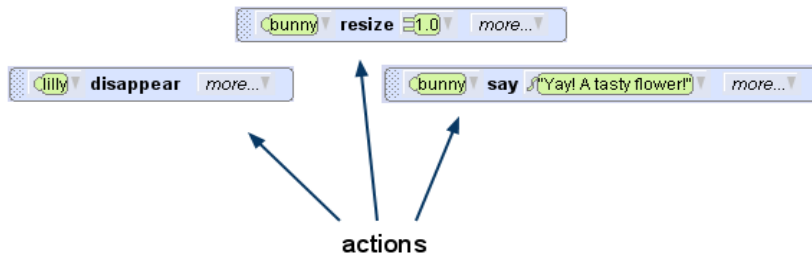 bunny resize 1.0 more...
lilly disappear more...
bunny say "Yay! A tasty flower!" more...
actions